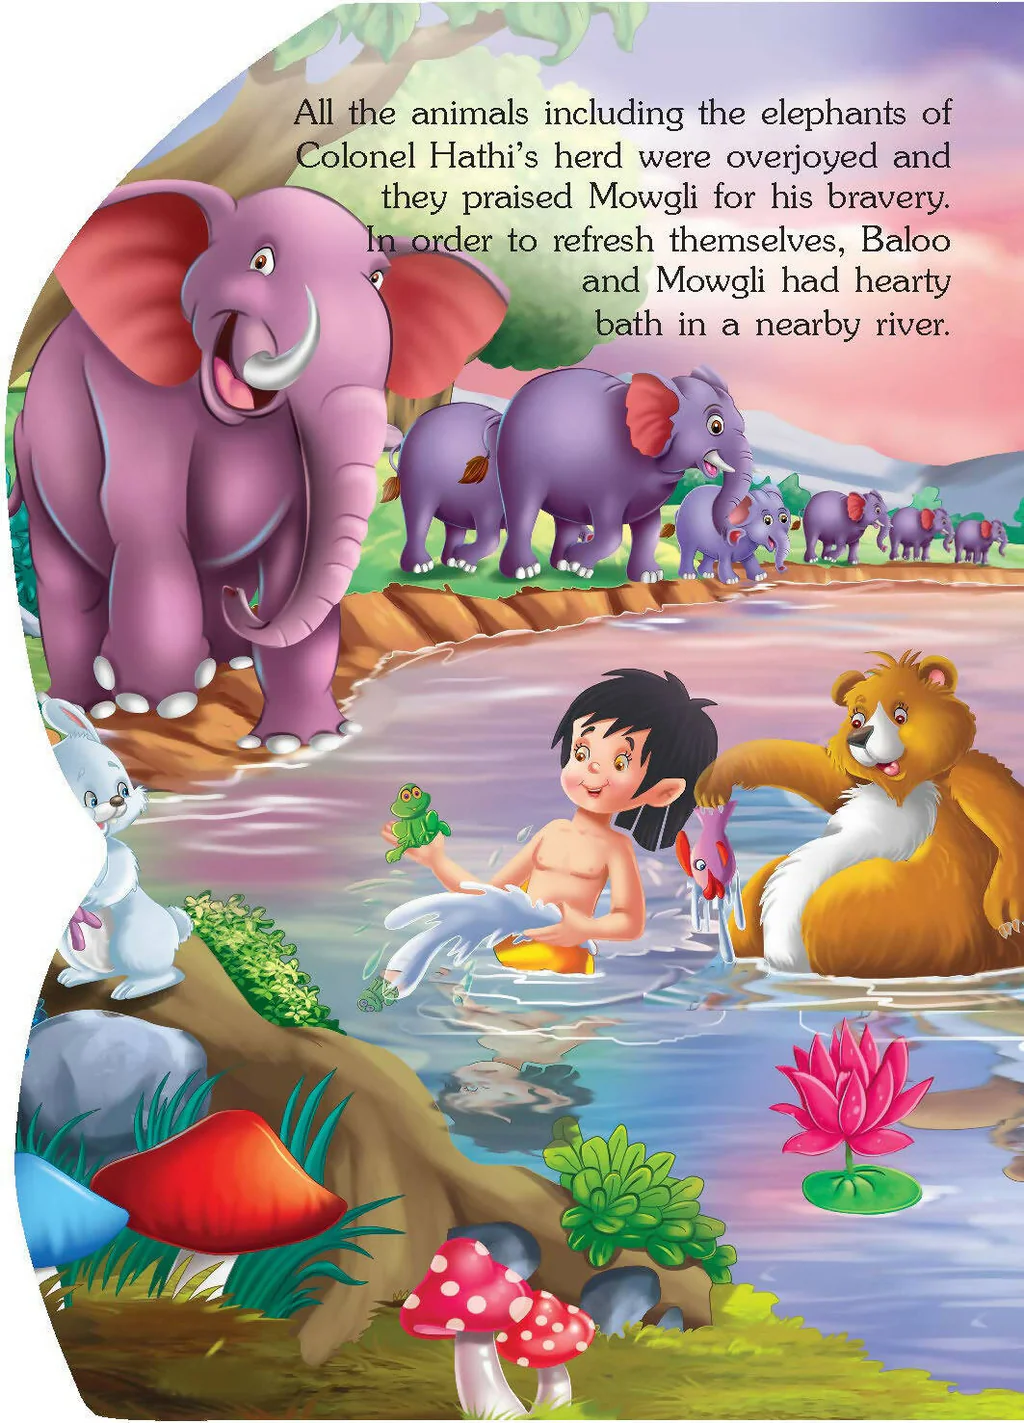 All the animals including the elephants of
Colonel Hathi's herd were overjoyed and
they praised Mowgli for his bravery.
In order to refresh themselves, Baloo
and Mowgli had hearty
bath in a nearby river.